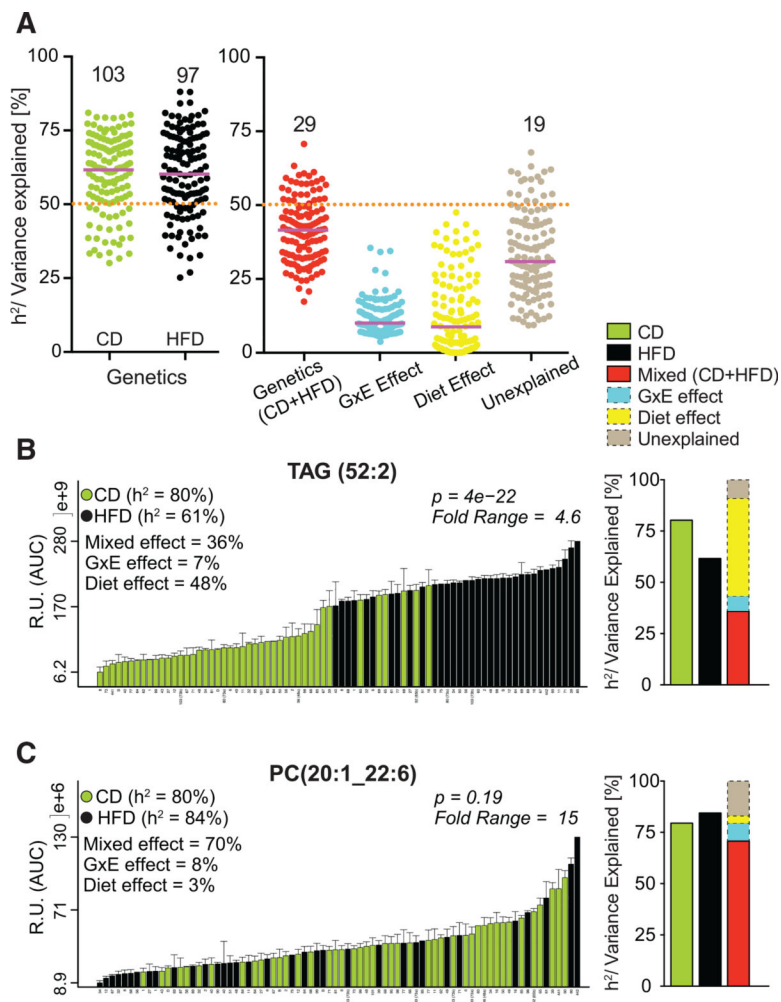 A
h²/ Variance explained [%]
100
75
50
25
0
103
97
CD
HFD
Genetics
100
75
50
25
0
29
19
Genetics
(CD+HFD)
GxE Effect
Diet Effect
Unexplained
CD
HFD
Mixed (CD+HFD)
GxE effect
Diet effect
Unexplained
B
TAG (52:2)
] e+9
R.U. (AUC)
280
170
6.2
CD (h² = 80%)
HFD (h² = 61%)
Mixed effect = 36%
GxE effect = 7%
Diet effect = 48%
p = 4e−22
Fold Range = 4.6
h²/ Variance Explained [%]
100
75
50
25
0
C
PC(20:1_22:6)
] e+6
R.U. (AUC)
130
71
8.9
CD (h² = 80%)
HFD (h² = 84%)
Mixed effect = 70%
GxE effect = 8%
Diet effect = 3%
p = 0.19
Fold Range = 15
h²/ Variance Explained [%]
100
75
50
25
0